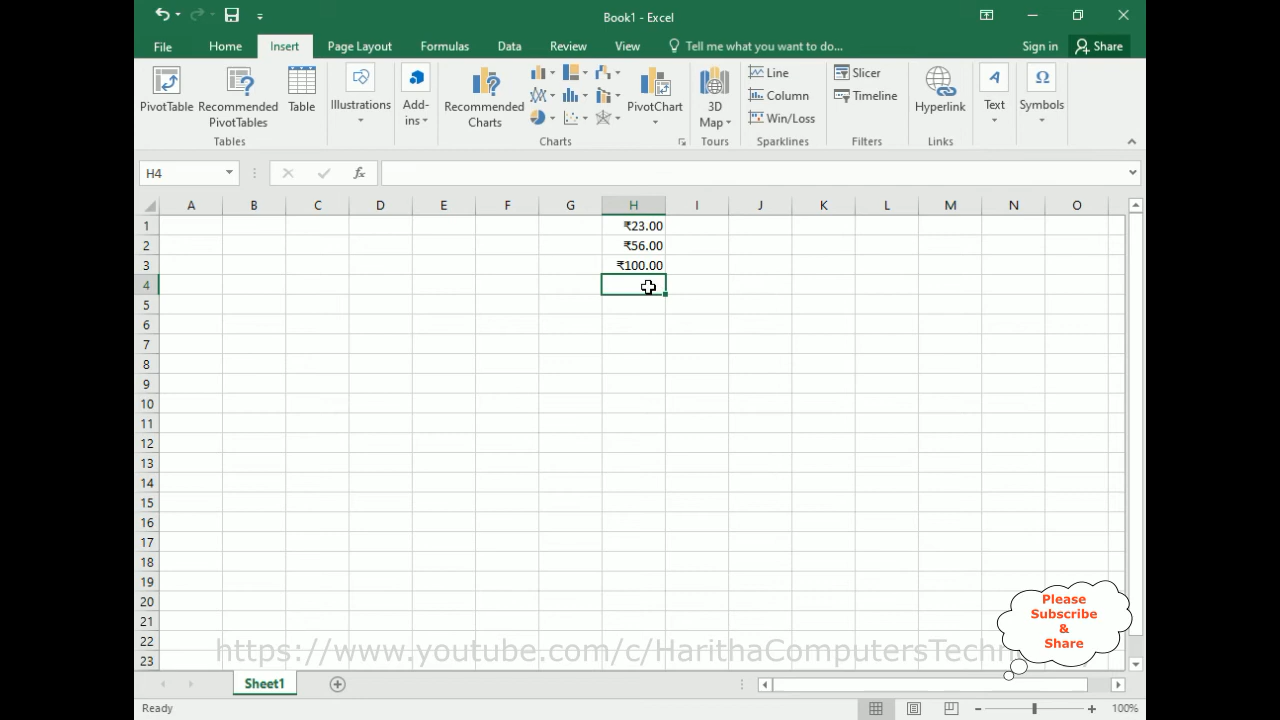 Book1 - Excel
File Home Insert Page Layout Formulas Data Review View Tell me what you want to do... Sign in Share
PivotTable Recommended PivotTables Table Illustrations Add-ins Recommended Charts PivotChart 3D Map Line Column Win/Loss Slicer Timeline Hyperlink Text Symbols
Tables Charts Tours Sparklines Filters Links
H4 fx
A B C D E F G H I J K L M N O
1 ₹23.00
2 ₹56.00
3 ₹100.00
4
5
6
7
8
9
10
11
12
13
14
15
16
17
18
19
20
21
22
23
Please
Subscribe
&
Share
https://www.youtube.com/c/HarithaComputersTechn
Sheet1
Ready 100%